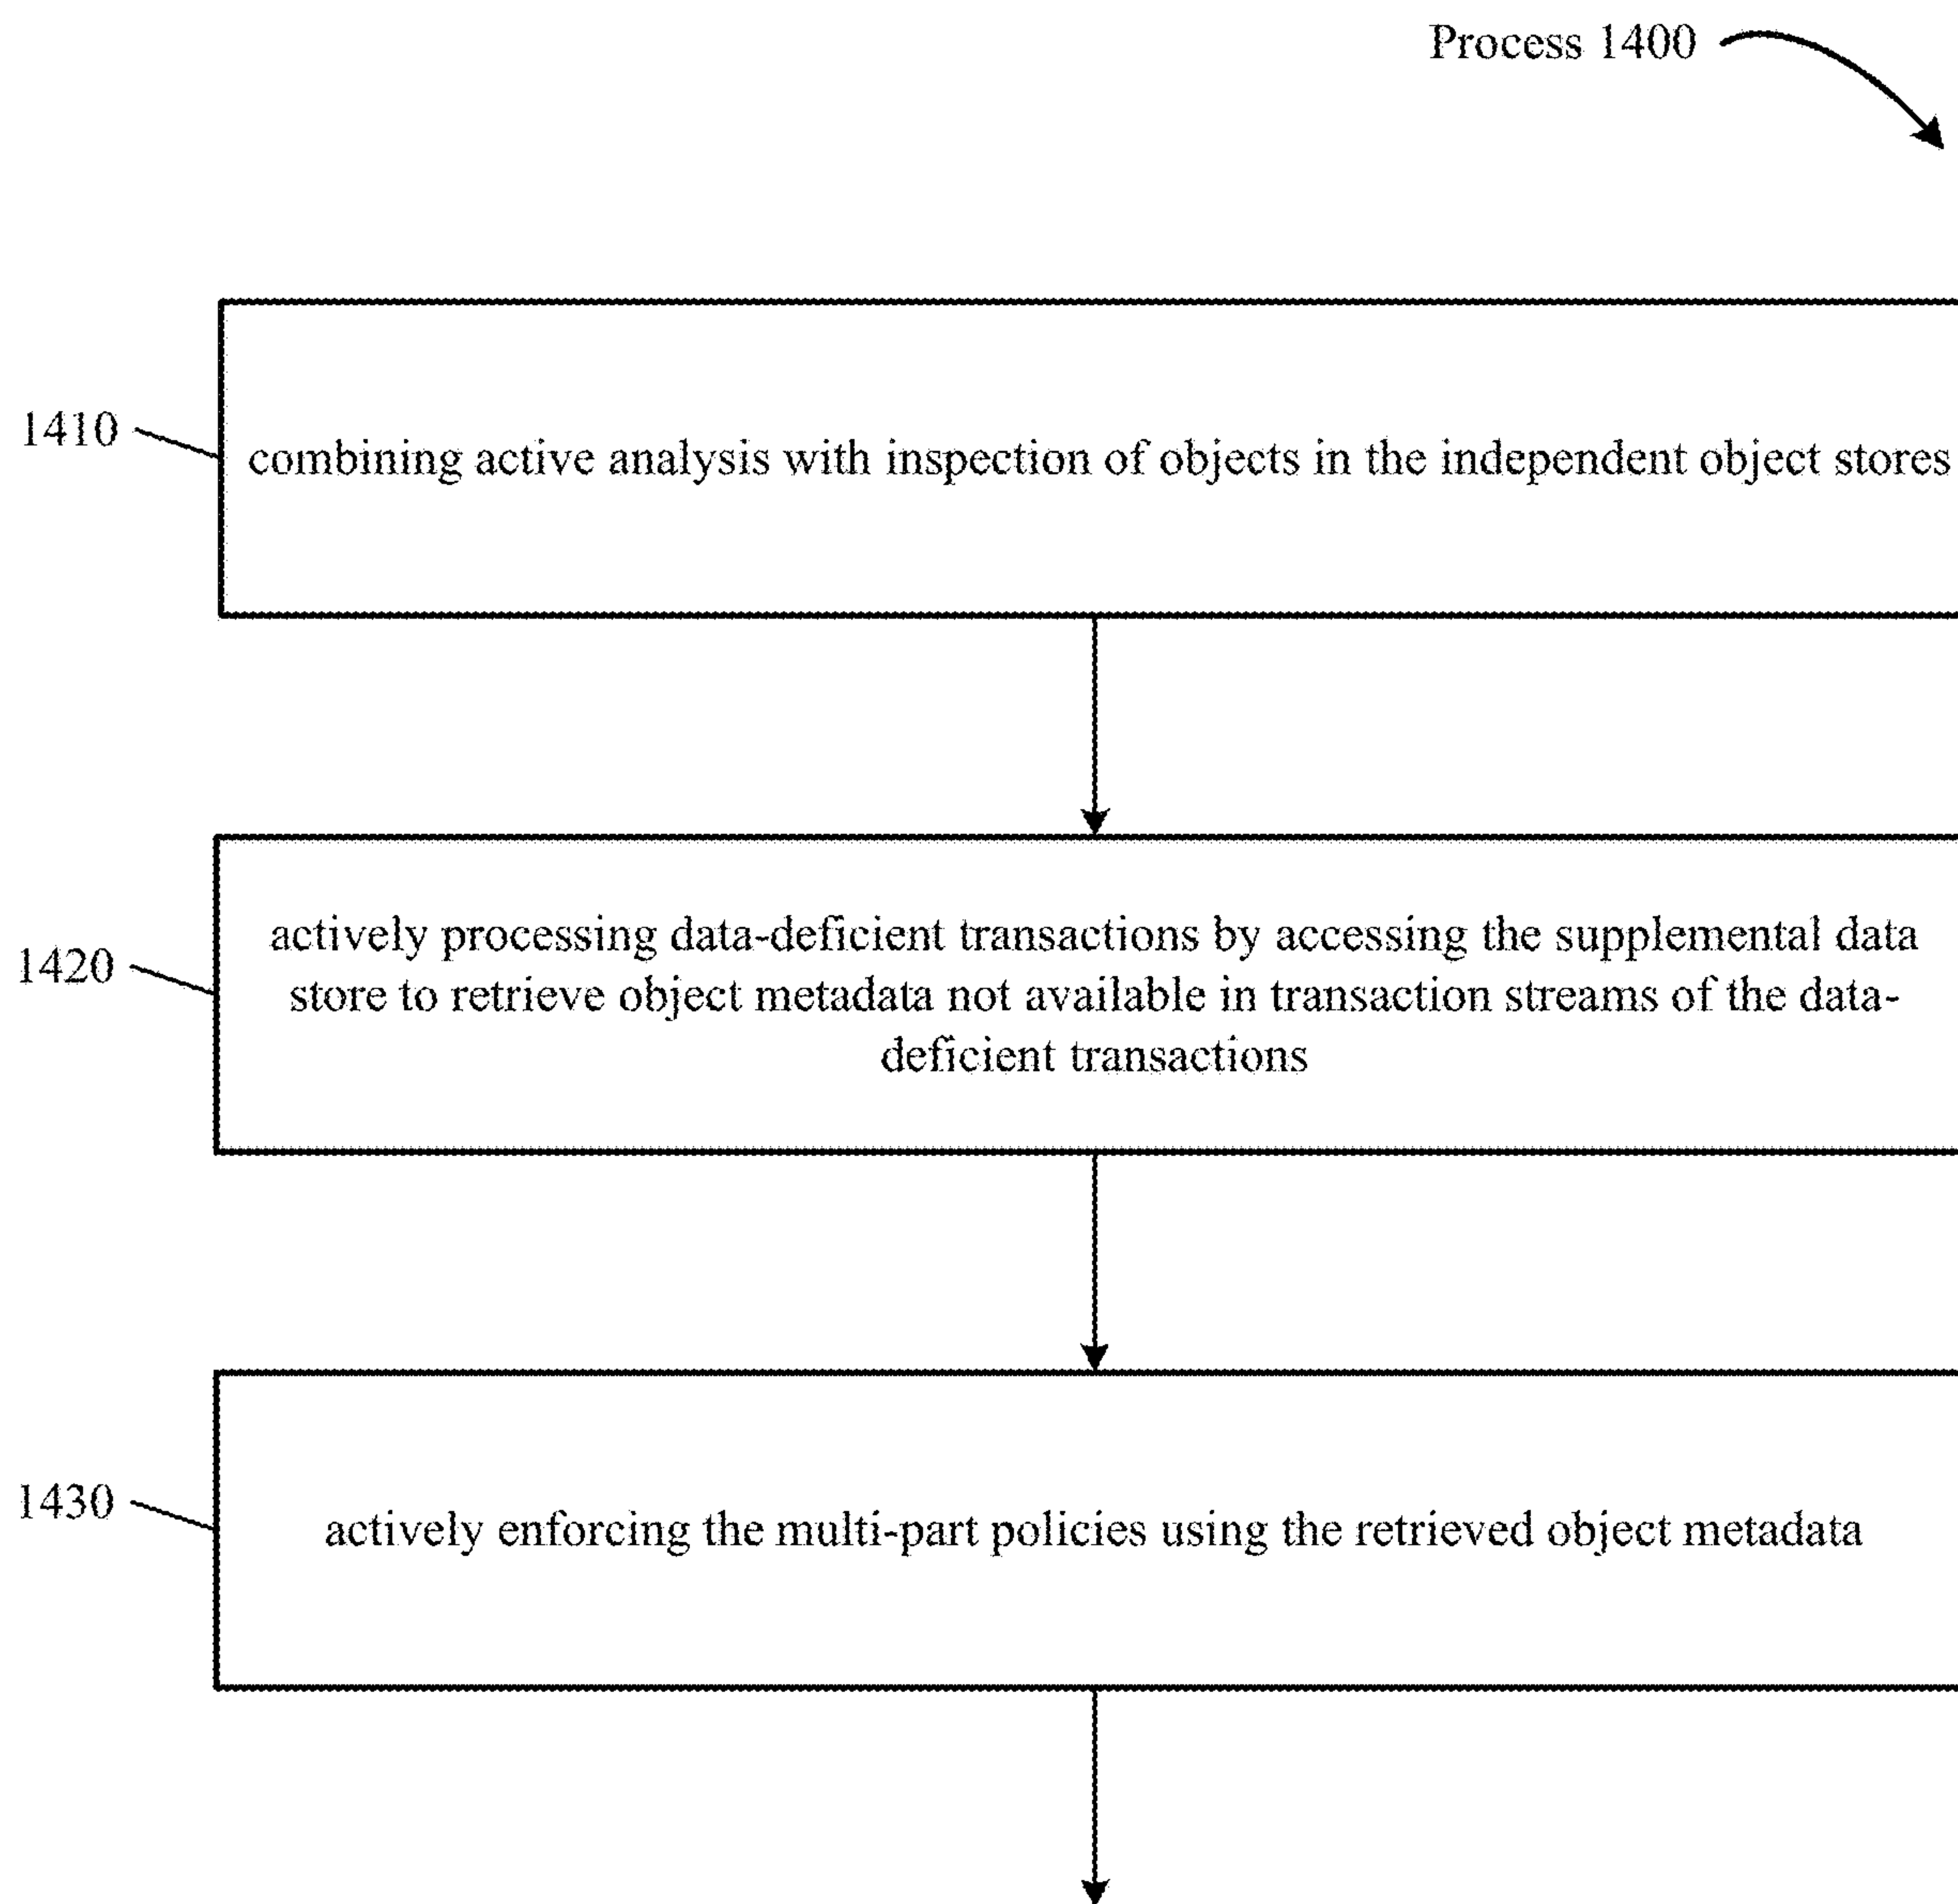 Process 1400
1410
combining active analysis with inspection of objects in the independent object stores
1420
actively processing data-deficient transactions by accessing the supplemental data
store to retrieve object metadata not available in transaction streams of the data-
deficient transactions
1430
actively enforcing the multi-part policies using the retrieved object metadata